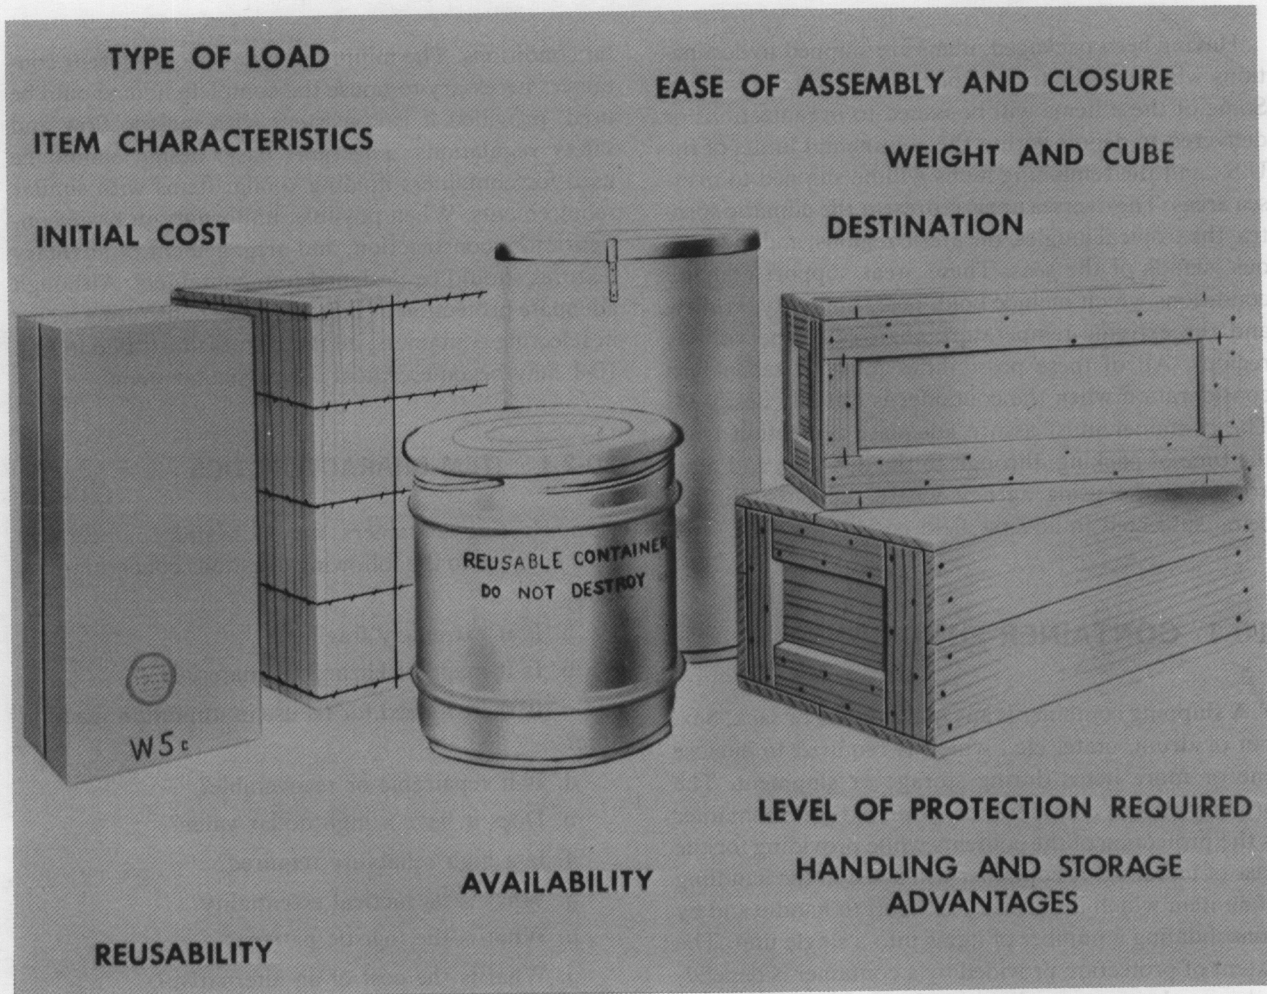 TYPE OF LOAD
EASE OF ASSEMBLY AND CLOSURE
ITEM CHARACTERISTICS
WEIGHT AND CUBE
INITIAL COST
DESTINATION
REUSABLE CONTAINER
DO NOT DESTROY
W5c
LEVEL OF PROTECTION REQUIRED
HANDLING AND STORAGE
ADVANTAGES
AVAILABILITY
REUSABILITY